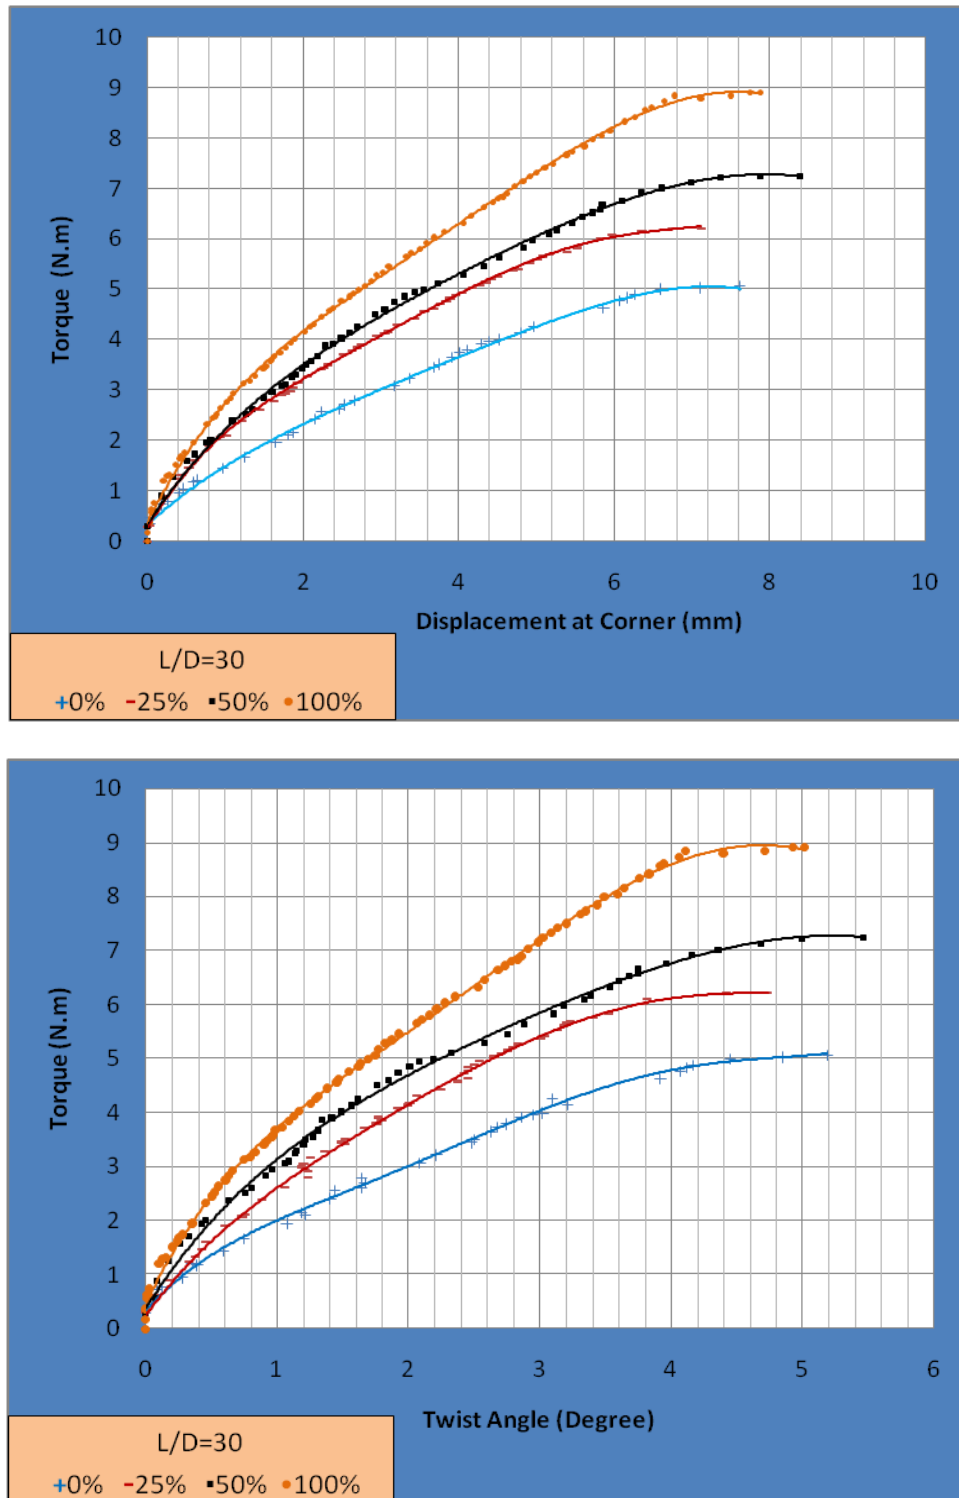 10
9
8
7
6
5
4
3
2
1
0
Torque (N.m)
0 2 4 6 8 10
Displacement at Corner (mm)
L/D=30
0% 25% 50% 100%
10
9
8
7
6
5
4
3
2
1
0
Torque (N.m)
0 1 2 3 4 5 6
Twist Angle (Degree)
L/D=30
0% 25% 50% 100%